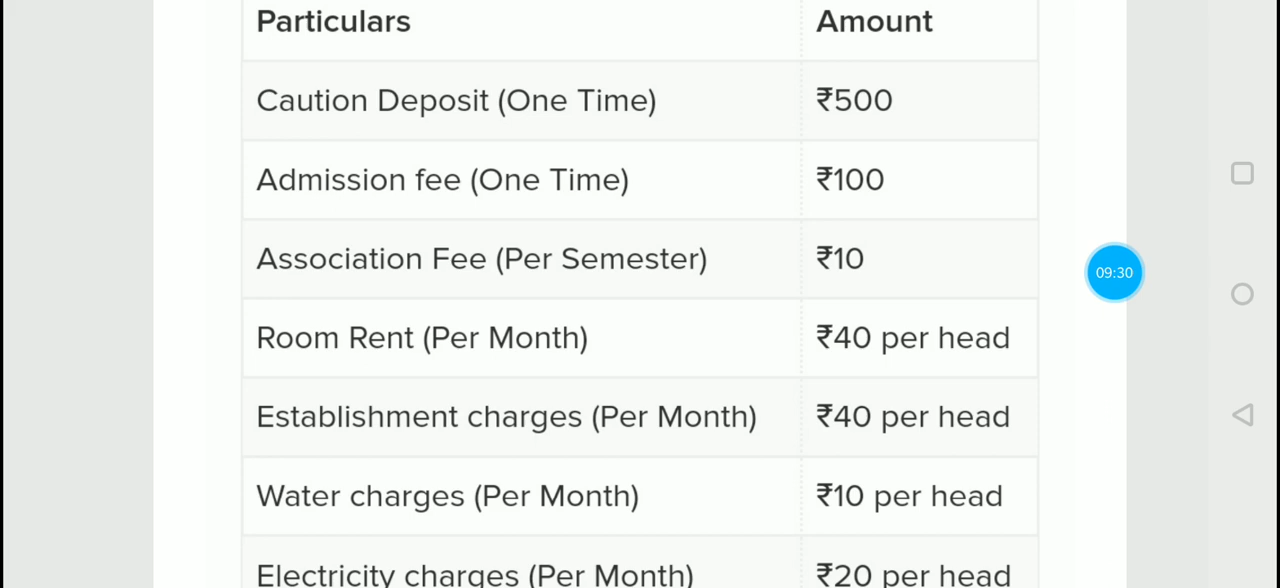 Particulars Amount
Caution Deposit (One Time) ₹500
Admission fee (One Time) ₹100
Association Fee (Per Semester) ₹10
09:30
Room Rent (Per Month) ₹40 per head
Establishment charges (Per Month) ₹40 per head
Water charges (Per Month) ₹10 per head
Electricity charges (Per Month) ₹20 per head